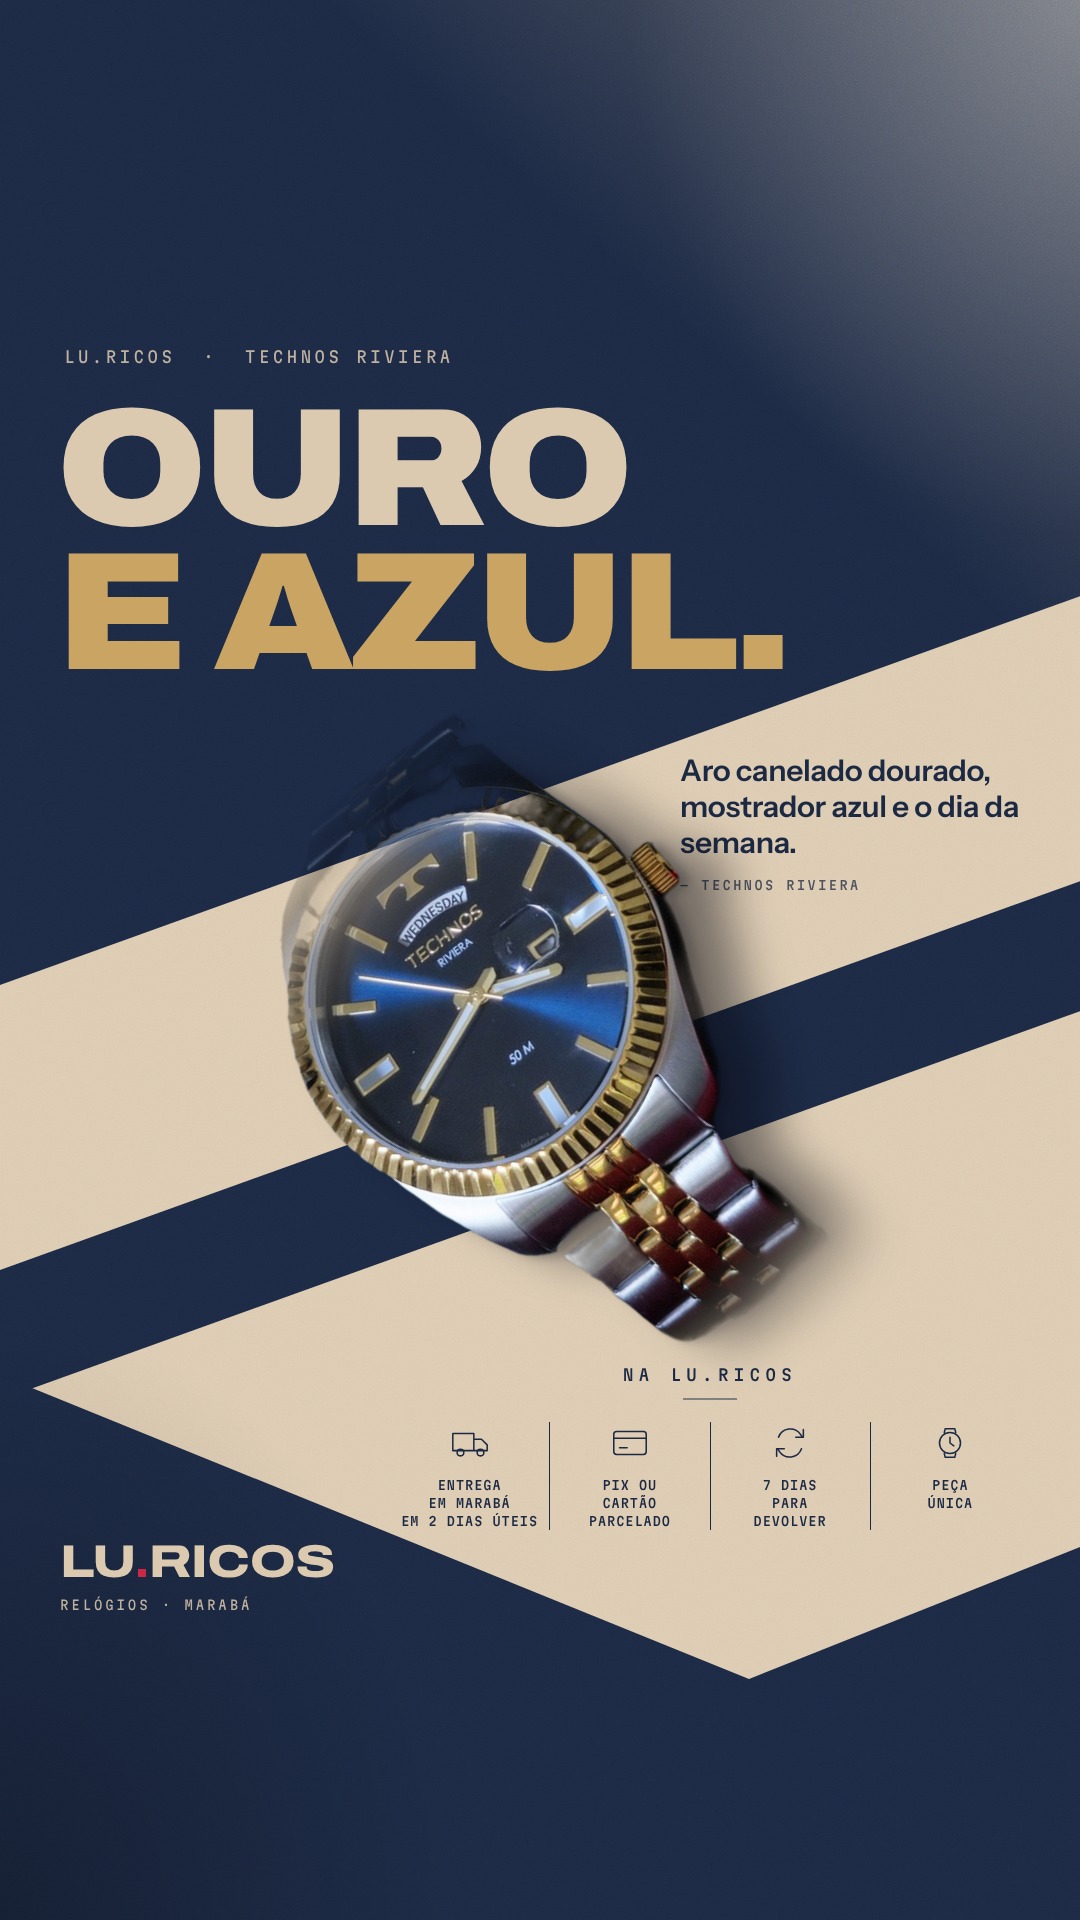 LU.RICOS · TECHNOS RIVIERA
OURO
E AZUL.
Aro canelado dourado,
mostrador azul e o dia da
semana.
— TECHNOS RIVIERA
WEDNESDAY
TECHNOS
RIVIERA
50 M
NA LU.RICOS
ENTREGA
EM MARABÁ
EM 2 DIAS ÚTEIS
PIX OU
CARTÃO
PARCELADO
7 DIAS
PARA
DEVOLVER
PEÇA
ÚNICA
LU.RICOS
RELÓGIOS · MARABÁ